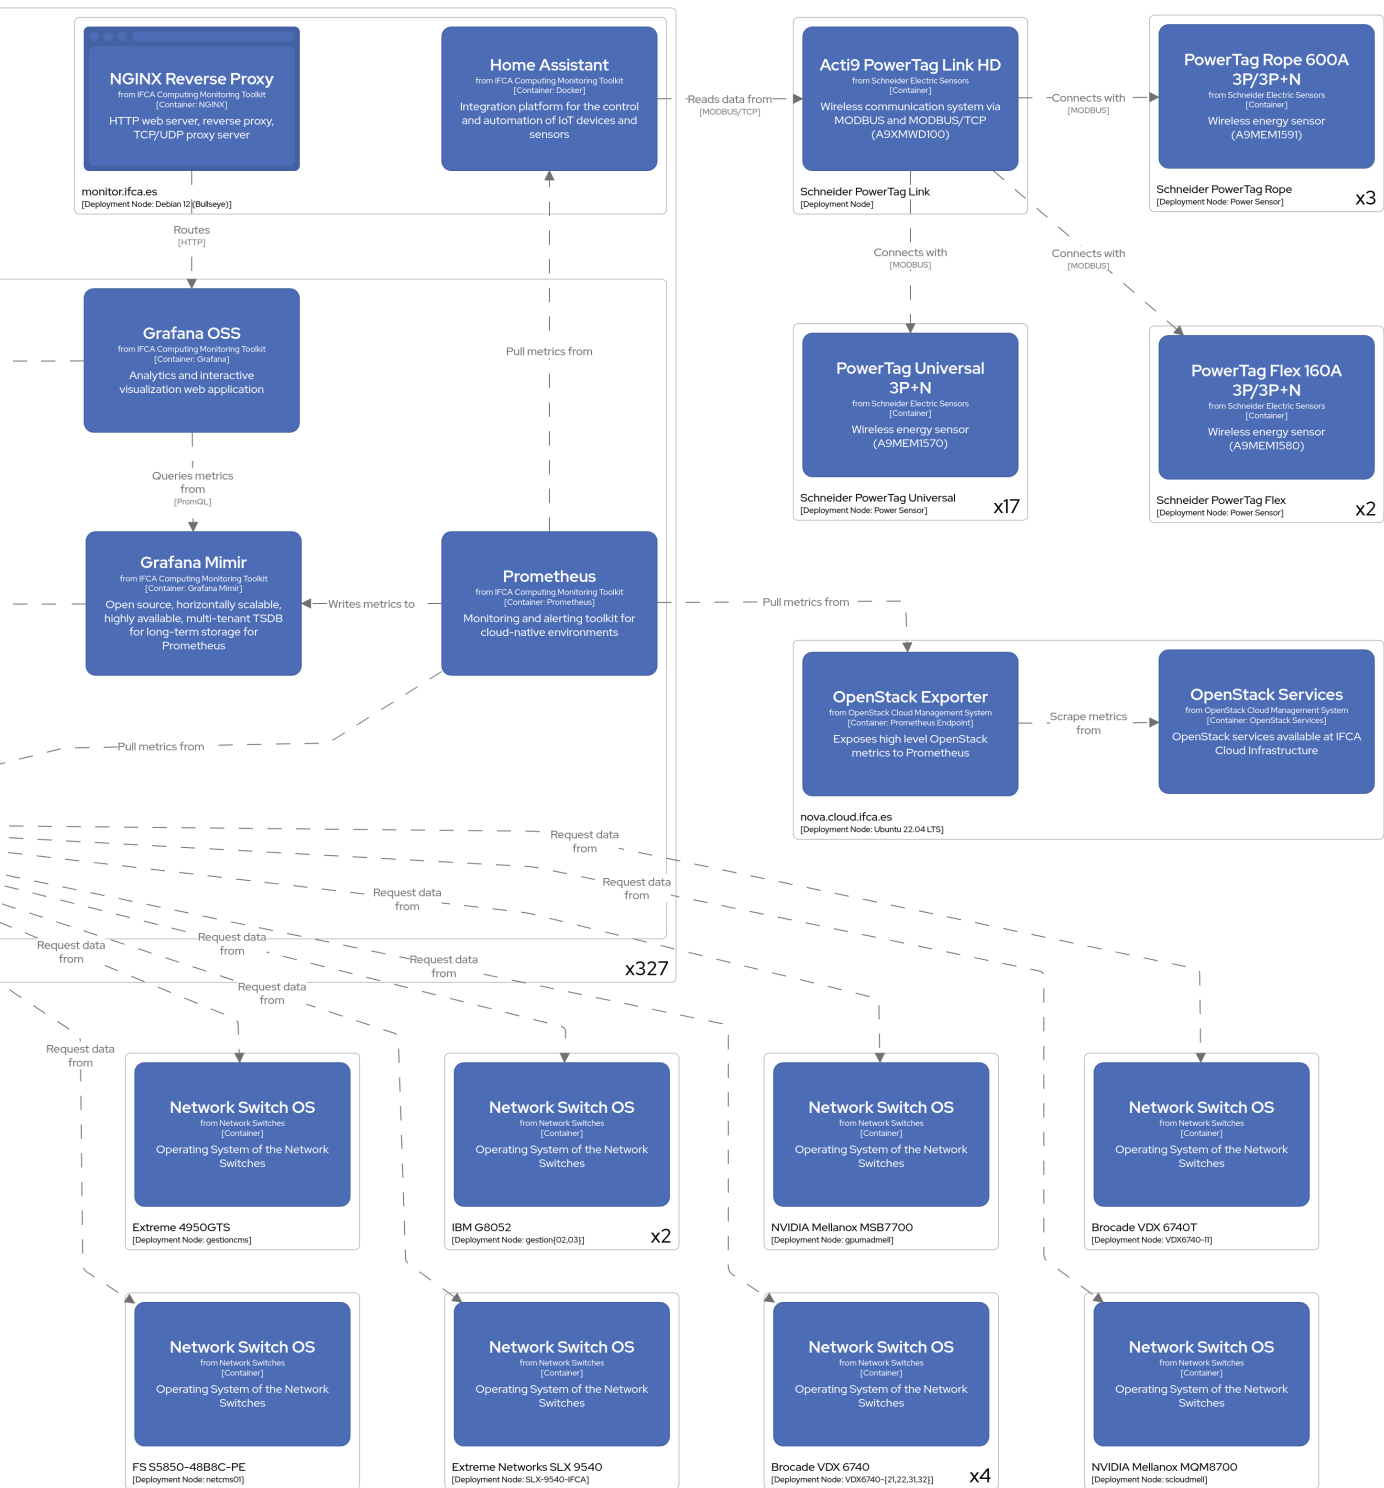 NGINX Reverse Proxy
from IFCA Computing Monitoring Toolkit
[Container: NGINX]
HTTP web server, reverse proxy,
TCP/UDP proxy server
monitor.ifca.es
[Deployment Node: Debian 12 (Bullseye)]
Home Assistant
from IFCA Computing Monitoring Toolkit
[Container: Docker]
Integration platform for the control
and automation of IoT devices and
sensors
Reads data from
[MODBUS/TCP]
Acti9 PowerTag Link HD
from Schneider Electric Sensors
[Container]
Wireless communication system via
MODBUS and MODBUS/TCP
(A9XMWD100)
Schneider PowerTag Link
[Deployment Node]
Connects with
[MODBUS]
PowerTag Rope 600A
3P/3P+N
from Schneider Electric Sensors
[Container]
Wireless energy sensor
(A9MEM1591)
Schneider PowerTag Rope
[Deployment Node: Power Sensor]
x3
Routes
[HTTP]
Connects with
[MODBUS]
Connects with
[MODBUS]
Grafana OSS
from IFCA Computing Monitoring Toolkit
[Container: Grafana]
Analytics and interactive
visualization web application
Pull metrics from
PowerTag Universal
3P+N
from Schneider Electric Sensors
[Container]
Wireless energy sensor
(A9MEM1570)
Schneider PowerTag Universal
[Deployment Node: Power Sensor]
x17
PowerTag Flex 160A
3P/3P+N
from Schneider Electric Sensors
[Container]
Wireless energy sensor
(A9MEM1580)
Schneider PowerTag Flex
[Deployment Node: Power Sensor]
x2
Queries metrics
from
[PromQL]
Grafana Mimir
from IFCA Computing Monitoring Toolkit
[Container: Grafana Mimir]
Open source, horizontally scalable,
highly available, multi-tenant TSDB
for long-term storage for
Prometheus
Writes metrics to
Prometheus
from IFCA Computing Monitoring Toolkit
[Container: Prometheus]
Monitoring and alerting toolkit for
cloud-native environments
Pull metrics from
OpenStack Exporter
from OpenStack Cloud Management System
[Container: Prometheus Endpoint]
Exposes high level OpenStack
metrics to Prometheus
Scrape metrics
from
OpenStack Services
from OpenStack Cloud Management System
[Container: OpenStack Services]
OpenStack services available at IFCA
Cloud Infrastructure
nova.cloud.ifca.es
[Deployment Node: Ubuntu 22.04 LTS]
Pull metrics from
Request data
from
Request data
from
Request data
from
Request data
from
Request data
from
Request data
from
Request data
from
x327
Request data
from
Network Switch OS
from Network Switches
[Container]
Operating System of the Network
Switches
Extreme 4950GTS
[Deployment Node: gestioncms]
Network Switch OS
from Network Switches
[Container]
Operating System of the Network
Switches
IBM G8052
[Deployment Node: gestion{02,03}]
x2
Network Switch OS
from Network Switches
[Container]
Operating System of the Network
Switches
NVIDIA Mellanox MSB7700
[Deployment Node: gpumadmell]
Network Switch OS
from Network Switches
[Container]
Operating System of the Network
Switches
Brocade VDX 6740T
[Deployment Node: VDX6740-11]
Network Switch OS
from Network Switches
[Container]
Operating System of the Network
Switches
FS S5850-48B8C-PE
[Deployment Node: netcms01]
Network Switch OS
from Network Switches
[Container]
Operating System of the Network
Switches
Extreme Networks SLX 9540
[Deployment Node: SLX-9540-IFCA]
Network Switch OS
from Network Switches
[Container]
Operating System of the Network
Switches
Brocade VDX 6740
[Deployment Node: VDX6740-{21,22,31,32}]
x4
Network Switch OS
from Network Switches
[Container]
Operating System of the Network
Switches
NVIDIA Mellanox MQM8700
[Deployment Node: scloudmell]